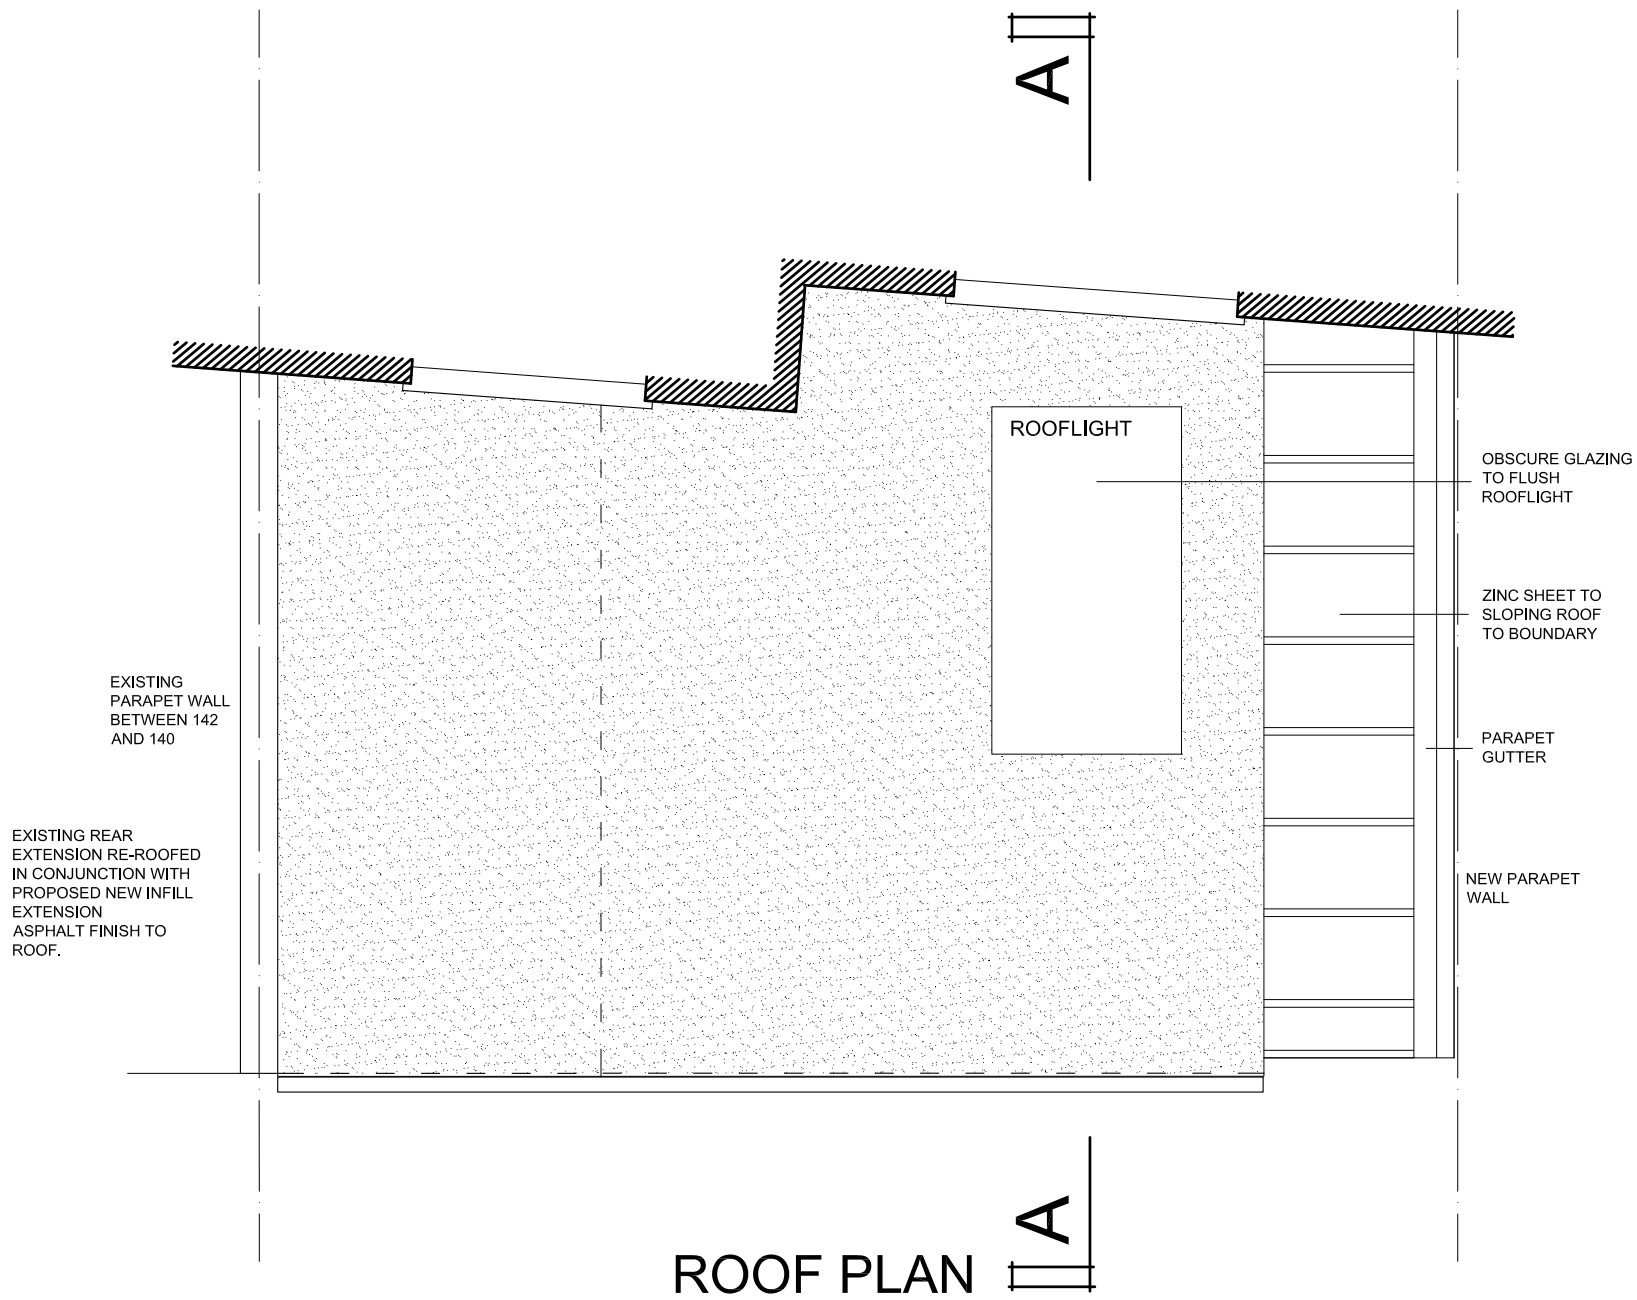 A
ROOFLIGHT
OBSCURE GLAZING
TO FLUSH
ROOFLIGHT
ZINC SHEET TO
SLOPING ROOF
TO BOUNDARY
EXISTING
PARAPET WALL
BETWEEN 142
AND 140
PARAPET
GUTTER
EXISTING REAR
EXTENSION RE-ROOFED
IN CONJUNCTION WITH
PROPOSED NEW INFILL
EXTENSION
ASPHALT FINISH TO
ROOF.
NEW PARAPET
WALL
A
ROOF PLAN